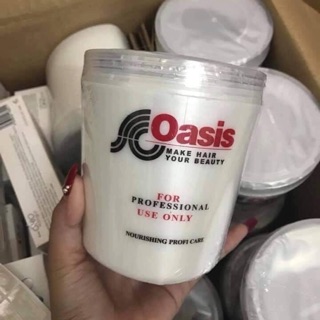 Oasis
MAKE HAIR
YOUR BEAUTY
FOR
PROFESSIONAL
USE ONLY
NOURISHING PROFI CARE